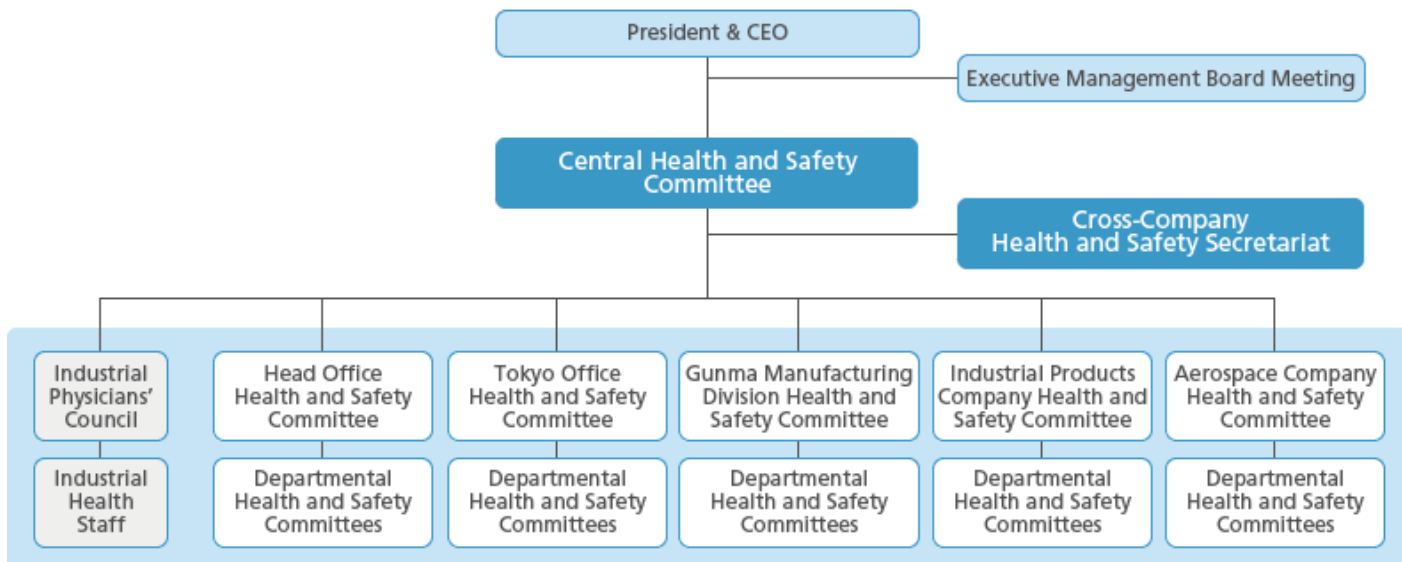 President & CEO
Executive Management Board Meeting
Central Health and Safety
Committee
Cross-Company
Health and Safety Secretariat
Industrial
Physicians’
Council
Head Office
Health and Safety
Committee
Tokyo Office
Health and Safety
Committee
Gunma Manufacturing
Division Health and
Safety Committee
Industrial Products
Company Health and
Safety Committee
Aerospace Company
Health and Safety
Committee
Industrial
Health
Staff
Departmental
Health and Safety
Committees
Departmental
Health and Safety
Committees
Departmental
Health and Safety
Committees
Departmental
Health and Safety
Committees
Departmental
Health and Safety
Committees